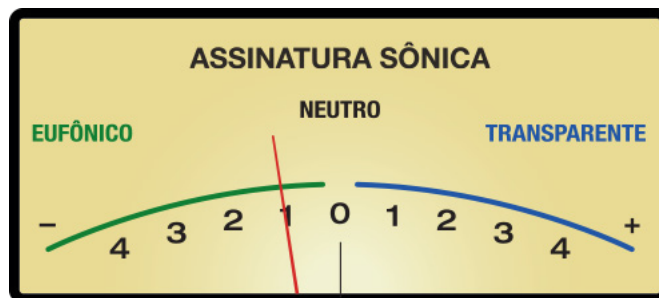 ASSINATURA SÔNICA
NEUTRO
EUFÔNICO TRANSPARENTE
− 4 3 2 1 0 1 2 3 4 +